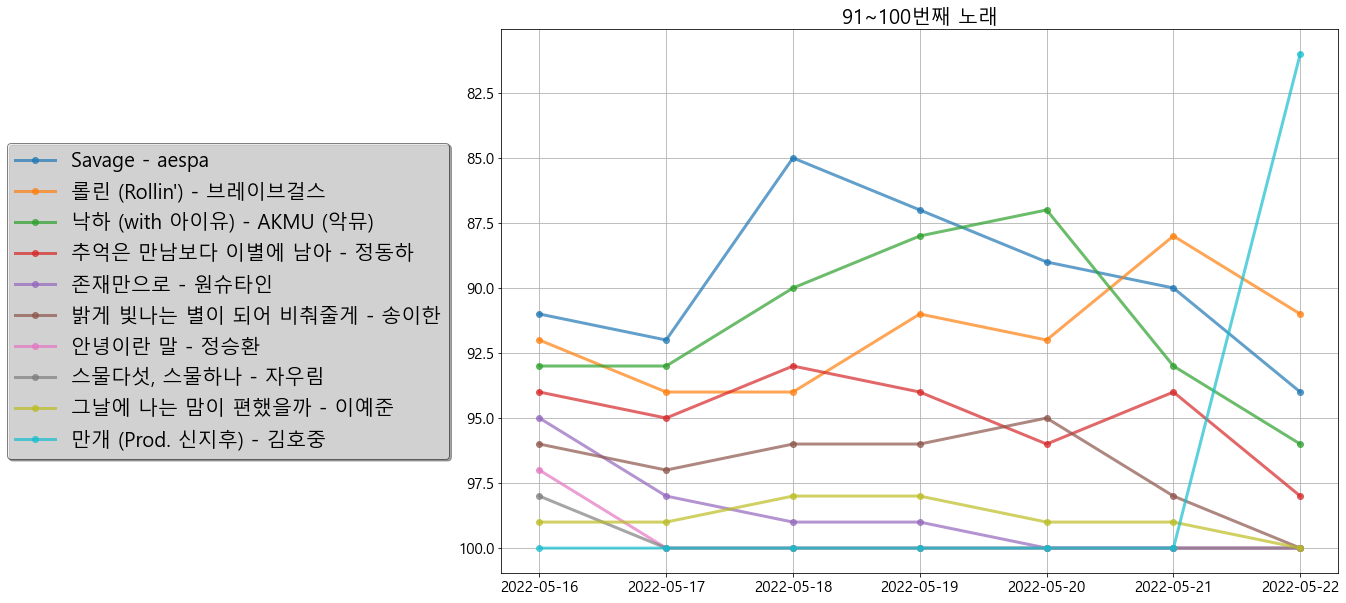 91~100번째 노래
Savage - aespa
롤린 (Rollin') - 브레이브걸스
낙하 (with 아이유) - AKMU (악뮤)
추억은 만남보다 이별에 남아 - 정동하
존재만으로 - 원슈타인
밝게 빛나는 별이 되어 비춰줄게 - 송이한
안녕이란 말 - 정승환
스물다섯, 스물하나 - 자우림
그날에 나는 맘이 편했을까 - 이예준
만개 (Prod. 신지후) - 김호중
82.5
85.0
87.5
90.0
92.5
95.0
97.5
100.0
2022-05-16 2022-05-17 2022-05-18 2022-05-19 2022-05-20 2022-05-21 2022-05-22